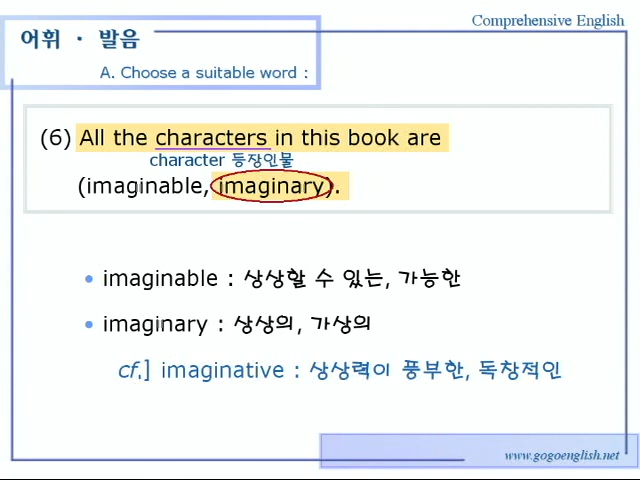 Comprehensive English
어휘 · 발음
A. Choose a suitable word :
(6) All the characters in this book are
character 등장인물
(imaginable, imaginary).
• imaginable : 상상할 수 있는, 가능한
• imaginary : 상상의, 가상의
cf.] imaginative : 상상력이 풍부한, 독창적인
www.gogoenglish.net